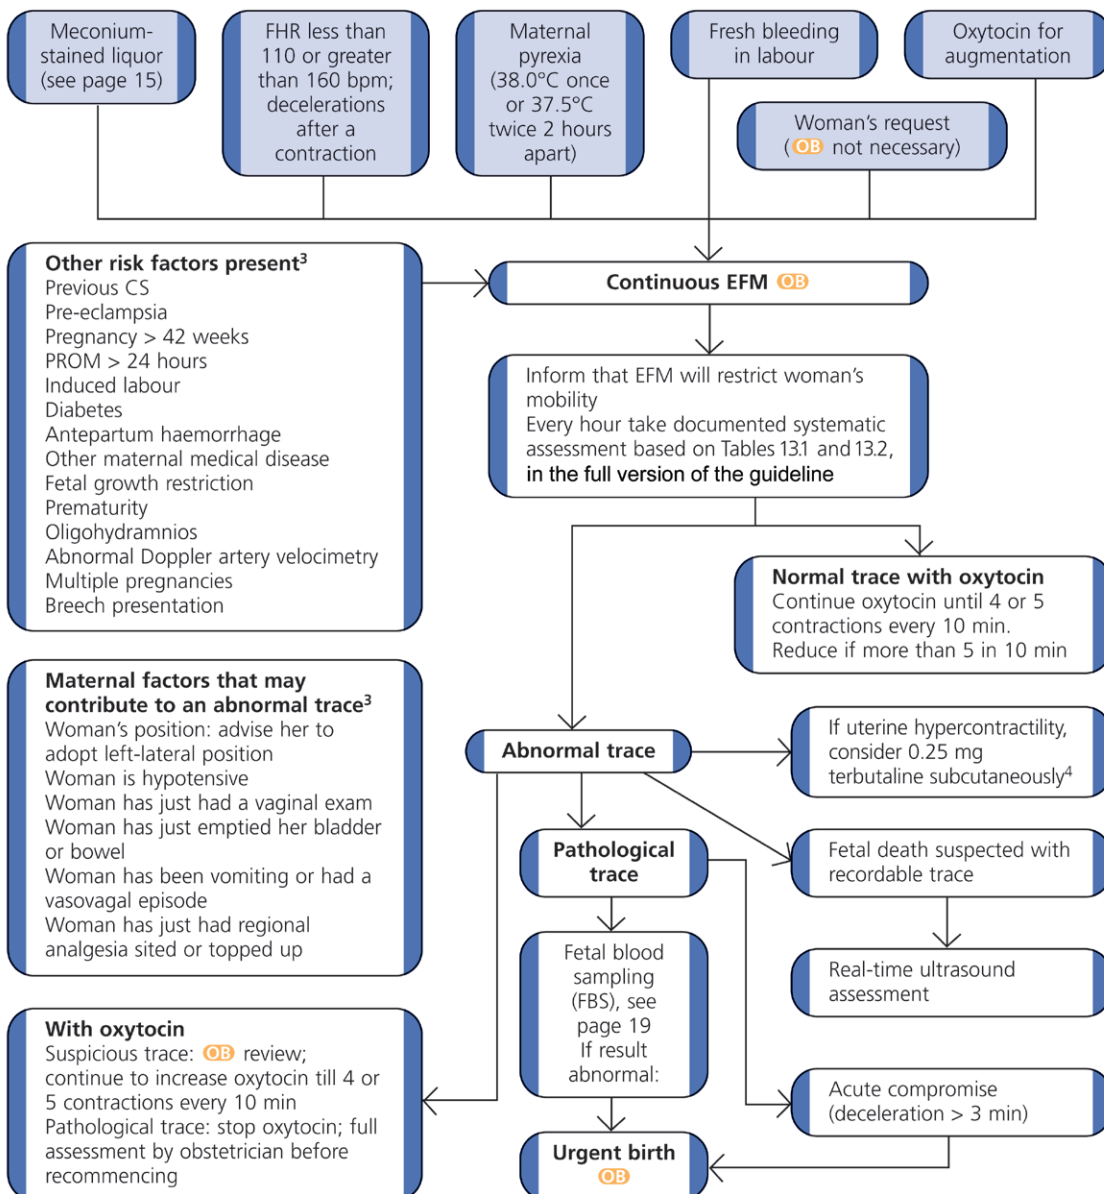 Meconium-
stained liquor
(see page 15)
FHR less than
110 or greater
than 160 bpm;
decelerations
after a
contraction
Maternal
pyrexia
(38.0°C once
or 37.5°C
twice 2 hours
apart)
Fresh bleeding
in labour
Oxytocin for
augmentation
Woman's request
(OB not necessary)
Other risk factors present³
Previous CS
Pre-eclampsia
Pregnancy > 42 weeks
PROM > 24 hours
Induced labour
Diabetes
Antepartum haemorrhage
Other maternal medical disease
Fetal growth restriction
Prematurity
Oligohydramnios
Abnormal Doppler artery velocimetry
Multiple pregnancies
Breech presentation
Continuous EFM OB
Inform that EFM will restrict woman's
mobility
Every hour take documented systematic
assessment based on Tables 13.1 and 13.2,
in the full version of the guideline
Normal trace with oxytocin
Continue oxytocin until 4 or 5
contractions every 10 min.
Reduce if more than 5 in 10 min
Maternal factors that may
contribute to an abnormal trace³
Woman's position: advise her to
adopt left-lateral position
Woman is hypotensive
Woman has just had a vaginal exam
Woman has just emptied her bladder
or bowel
Woman has been vomiting or had a
vasovagal episode
Woman has just had regional
analgesia sited or topped up
Abnormal trace
If uterine hypercontractility,
consider 0.25 mg
terbutaline subcutaneously⁴
Pathological
trace
Fetal death suspected with
recordable trace
Fetal blood
sampling
(FBS), see
page 19
If result
abnormal:
Real-time ultrasound
assessment
With oxytocin
Suspicious trace: OB review;
continue to increase oxytocin till 4 or
5 contractions every 10 min
Pathological trace: stop oxytocin; full
assessment by obstetrician before
recommencing
Acute compromise
(deceleration > 3 min)
Urgent birth
OB